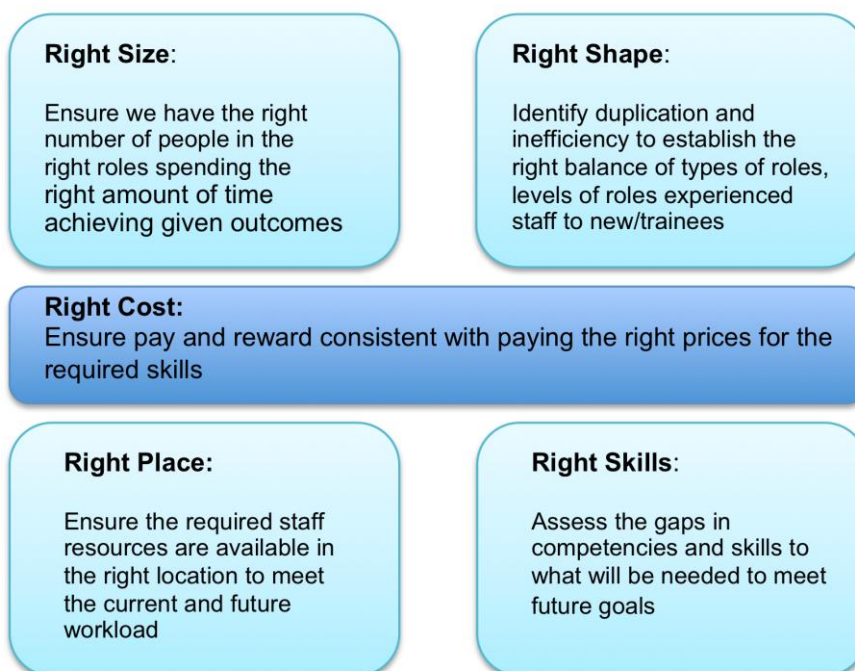 Right Size:
Ensure we have the right
number of people in the
right roles spending the
right amount of time
achieving given outcomes
Right Shape:
Identify duplication and
inefficiency to establish the
right balance of types of roles,
levels of roles experienced
staff to new/trainees
Right Cost:
Ensure pay and reward consistent with paying the right prices for the
required skills
Right Place:
Ensure the required staff
resources are available in
the right location to meet
the current and future
workload
Right Skills:
Assess the gaps in
competencies and skills to
what will be needed to meet
future goals